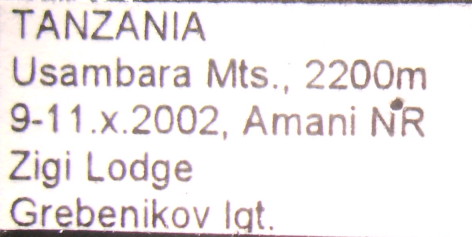 TANZANIA
Usambara Mts., 2200m
9-11.x.2002, Amani NR
Zigi Lodge
Grebenikov lgt.